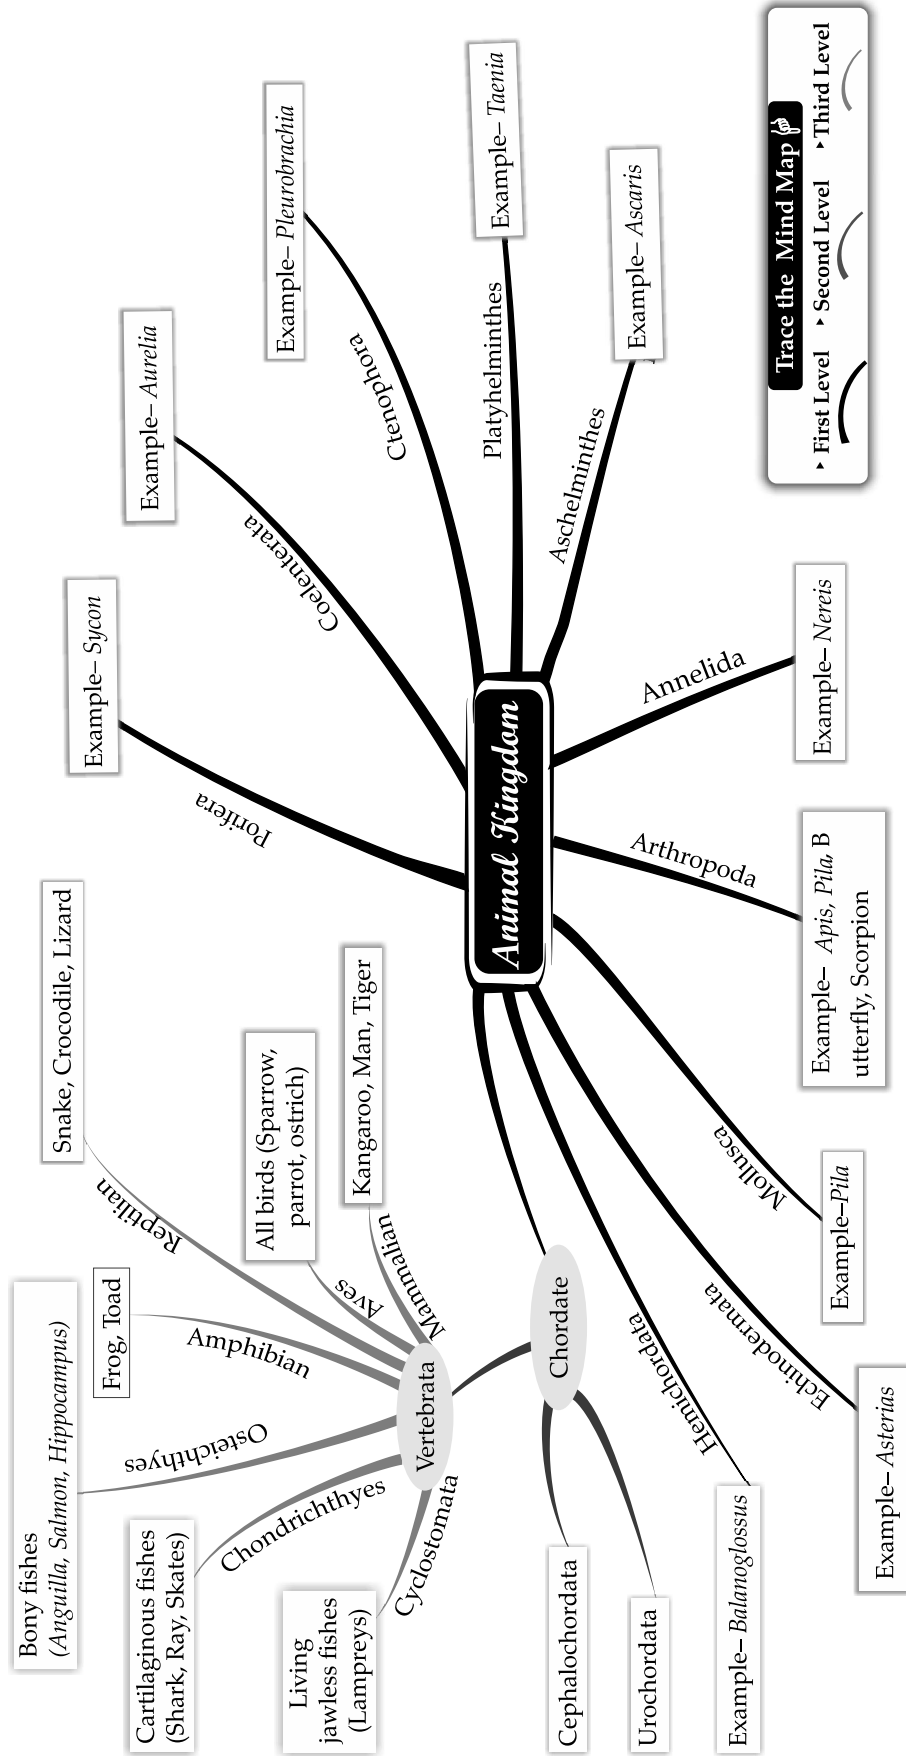 Animal Kingdom
Porifera
Example– Sycon
Coelenterata
Example– Aurelia
Ctenophora
Example– Pleurobrachia
Platyhelminthes
Example– Taenia
Aschelminthes
Example– Ascaris
Annelida
Example– Nereis
Arthropoda
Example– Apis, Pila, B
utterfly, Scorpion
Mollusca
Example–Pila
Echinodermata
Example– Asterias
Hemichordata
Example– Balanoglossus
Chordate
Urochordata
Cephalochordata
Vertebrata
Cyclostomata
Living
jawless fishes
(Lampreys)
Chondrichthyes
Cartilaginous fishes
(Shark, Ray, Skates)
Osteichthyes
Bony fishes
(Anguilla, Salmon, Hippocampus)
Amphibian
Frog, Toad
Reptilian
Snake, Crocodile, Lizard
Aves
All birds (Sparrow,
parrot, ostrich)
Mammalian
Kangaroo, Man, Tiger
Trace the Mind Map
First Level
Second Level
Third Level